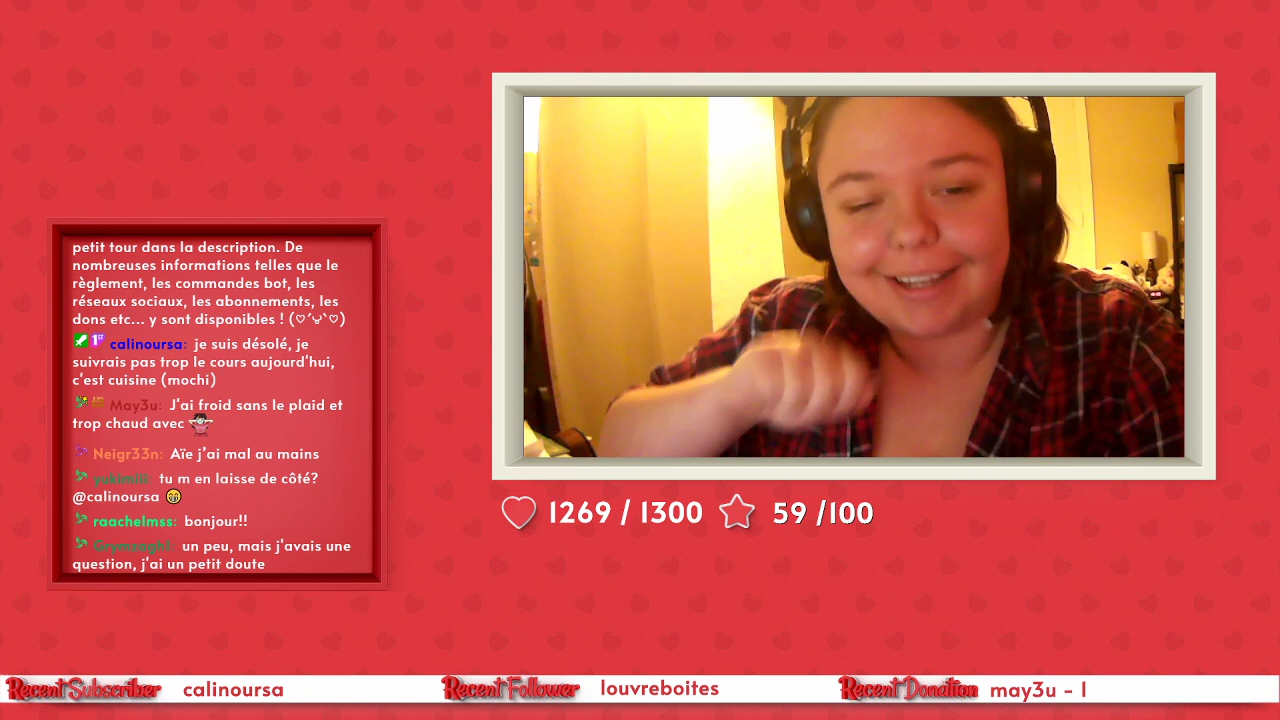 petit tour dans la description. De
nombreuses informations telles que le
règlement, les commandes bot, les
réseaux sociaux, les abonnements, les
dons etc... y sont disponibles ! (♡´౪`♡)
calinoursa: je suis désolé, je
suivrais pas trop le cours aujourd'hui,
c'est cuisine (mochi)
May3u: J'ai froid sans le plaid et
trop chaud avec
Neigr33n: Aïe j'ai mal au mains
tu m en laisse de côté?
@calinoursa 😁
raachelmss: bonjour!!
un peu, mais j'avais une
question, j'ai un petit doute
1269 / 1300 59 /100
Recent Subscriber calinoursa Recent Follower louvreboites Recent Donation may3u - 1